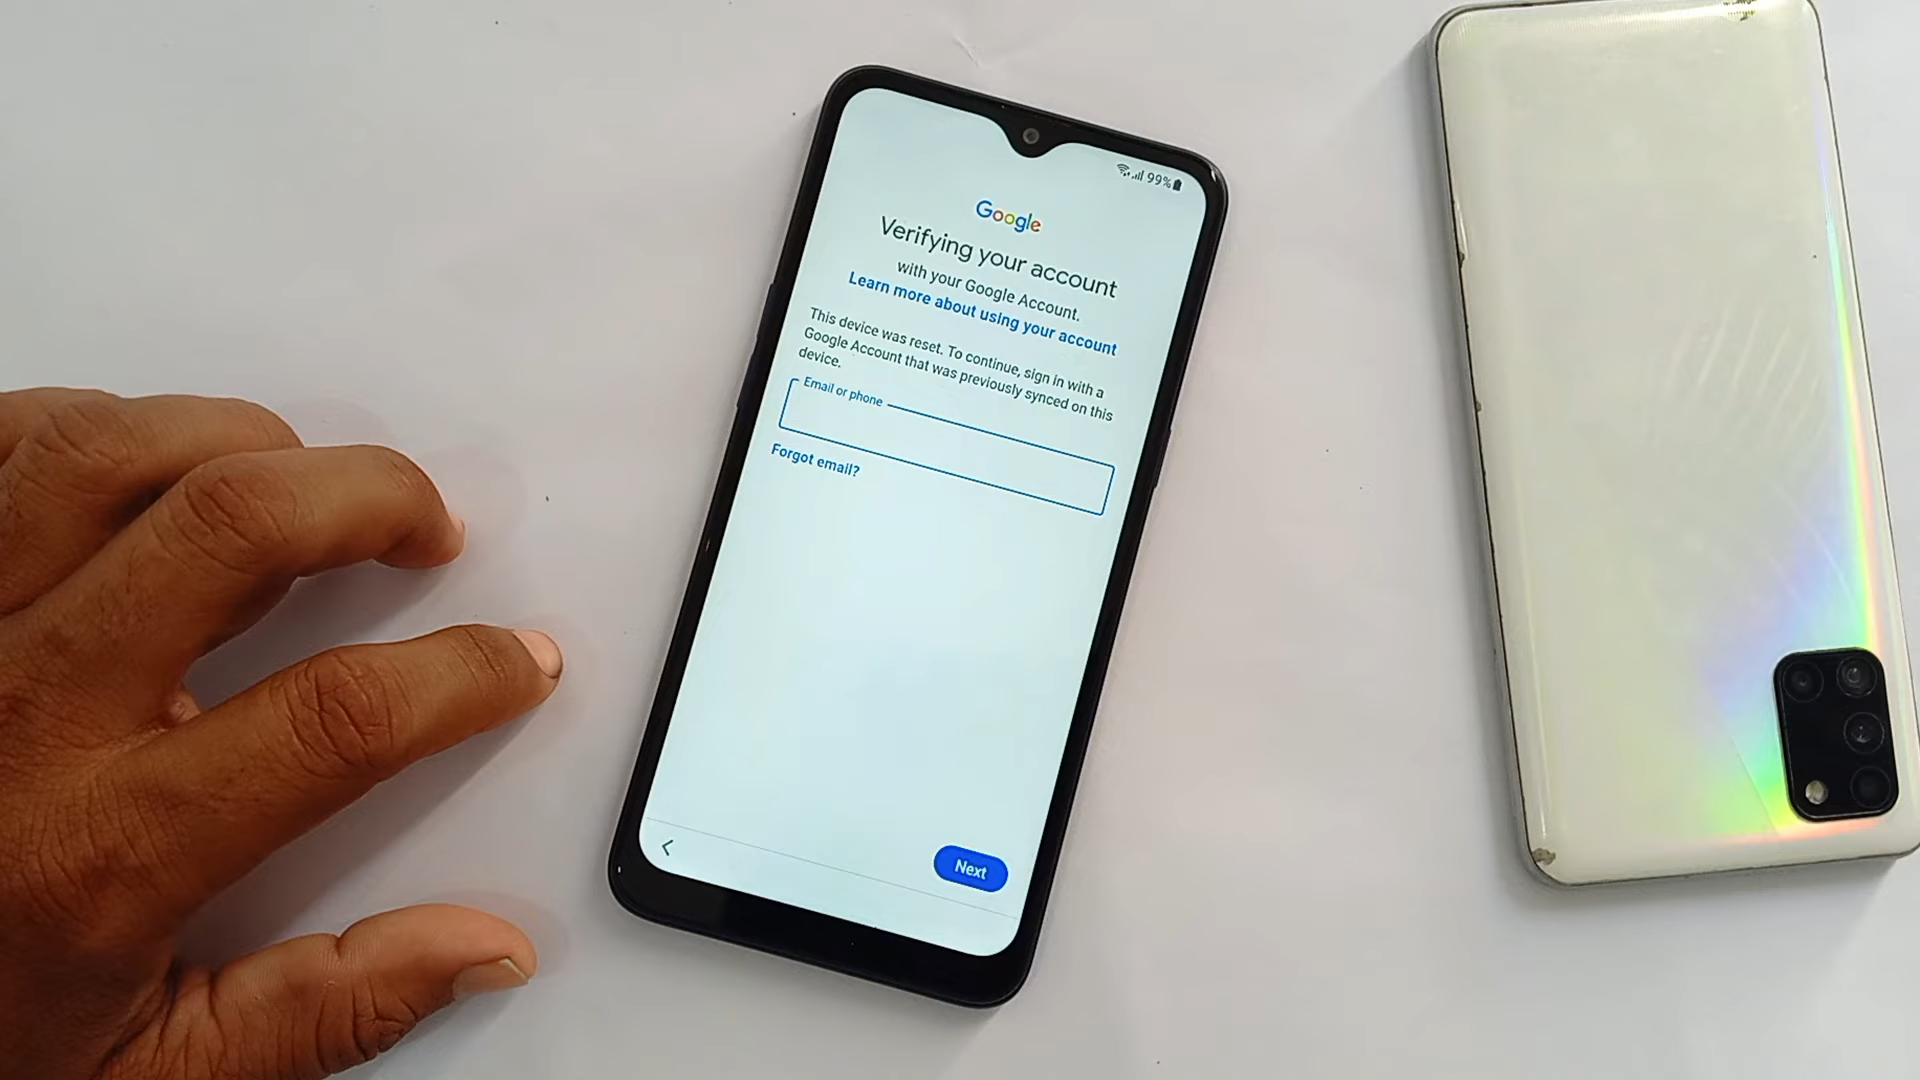 99%
Google
Verifying your account
with your Google Account.
Learn more about using your account
This device was reset. To continue, sign in with a
Google Account that was previously synced on this
device.
Email or phone
Forgot email?
Next